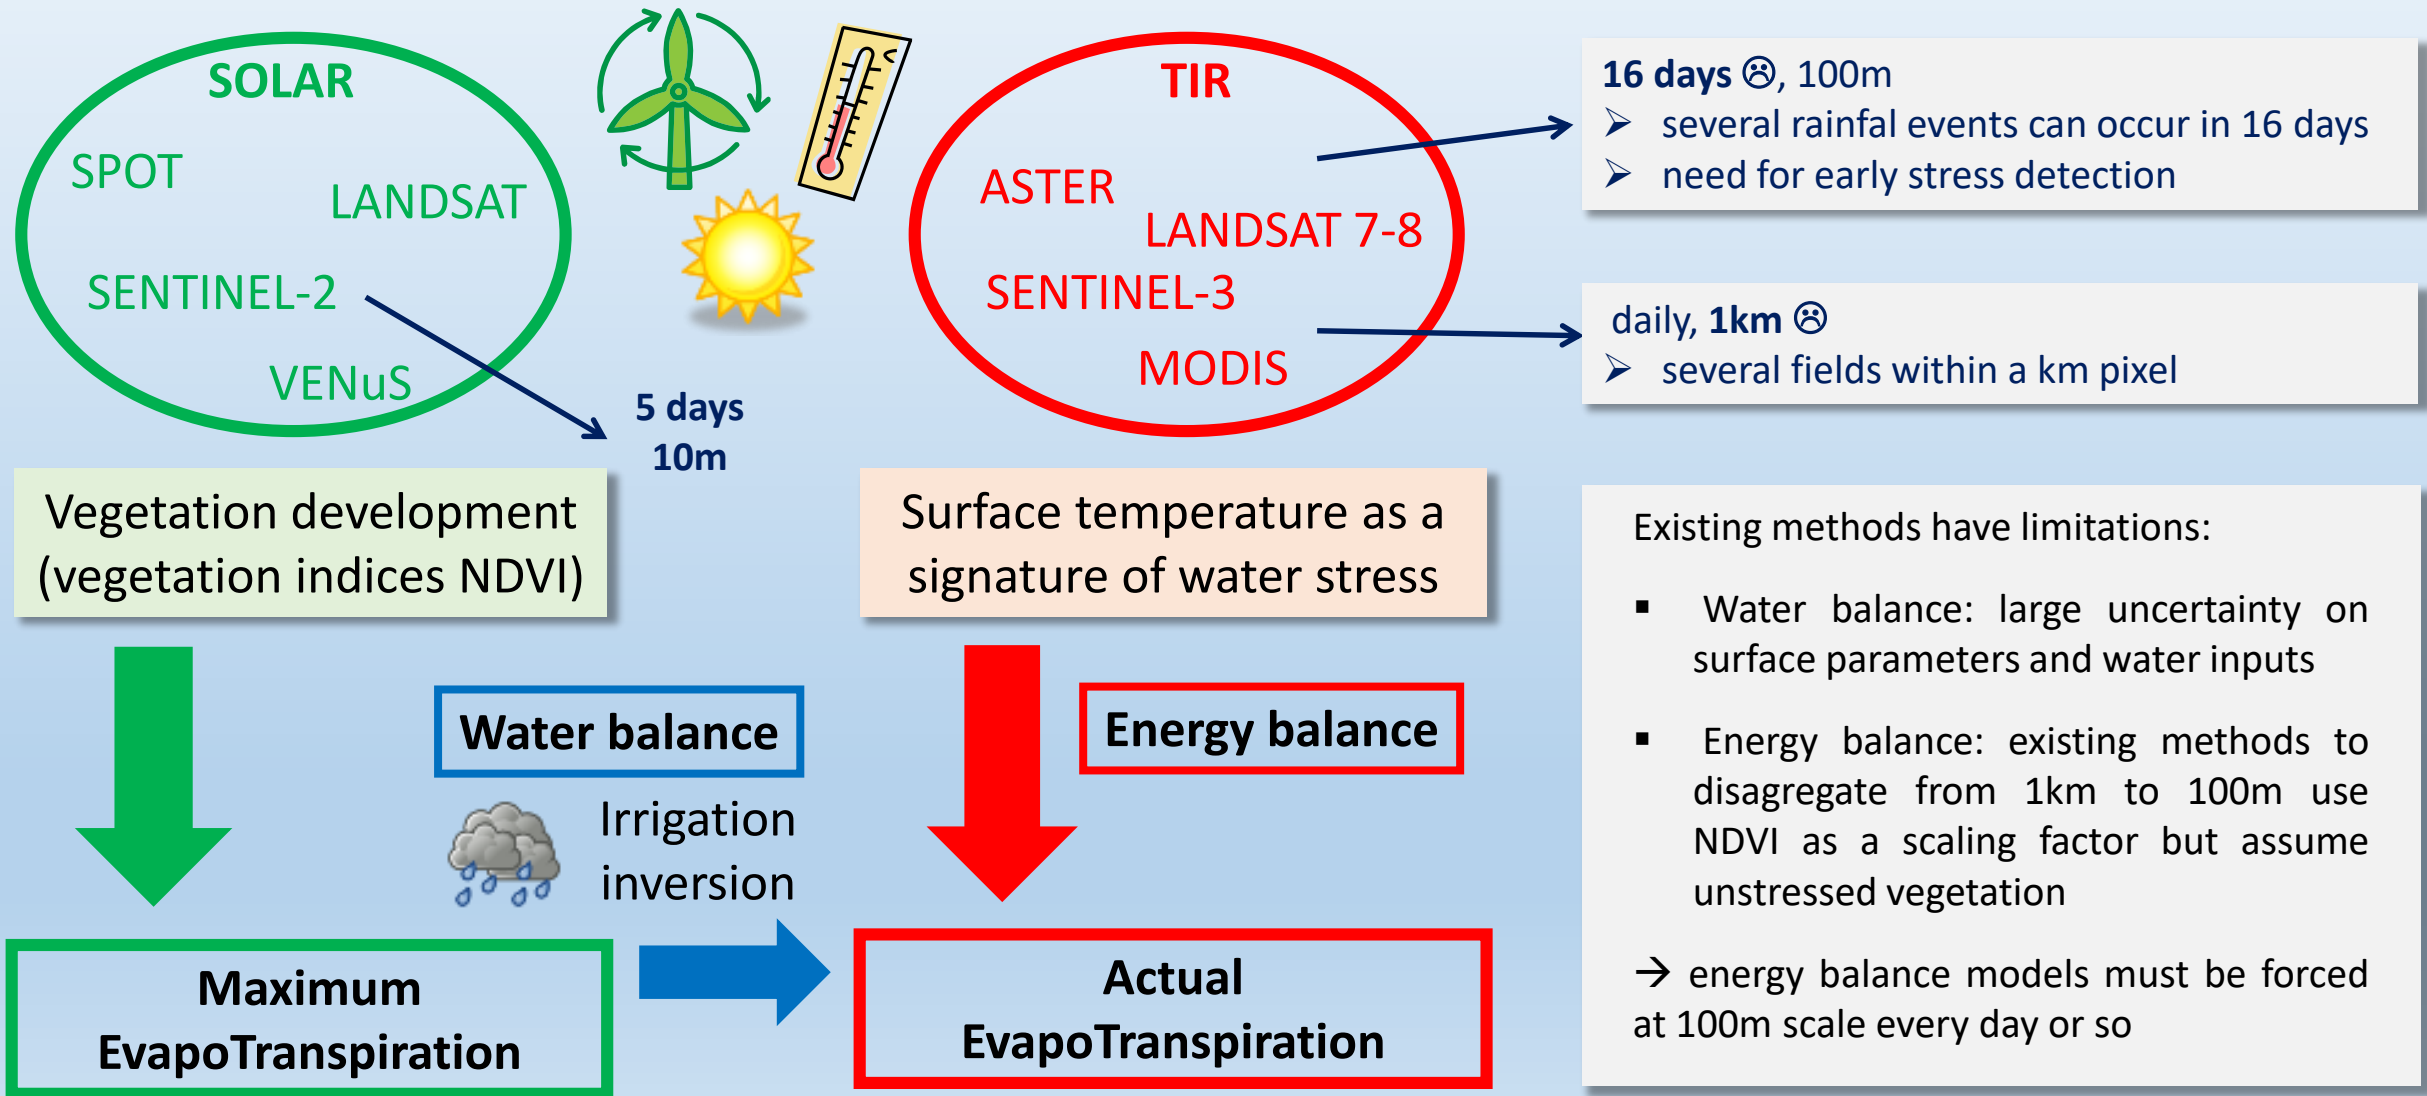 SOLAR
SPOT
LANDSAT
SENTINEL-2
VENuS
5 days
10m
TIR
ASTER
LANDSAT 7-8
SENTINEL-3
MODIS
16 days ☹, 100m
➢ several rainfal events can occur in 16 days
➢ need for early stress detection
daily, 1km ☹
➢ several fields within a km pixel
Vegetation development
(vegetation indices NDVI)
Surface temperature as a
signature of water stress
Water balance
Irrigation
inversion
Energy balance
Maximum
EvapoTranspiration
Actual
EvapoTranspiration
Existing methods have limitations:
▪ Water balance: large uncertainty on
surface parameters and water inputs
▪ Energy balance: existing methods to
disagregate from 1km to 100m use
NDVI as a scaling factor but assume
unstressed vegetation
→ energy balance models must be forced
at 100m scale every day or so